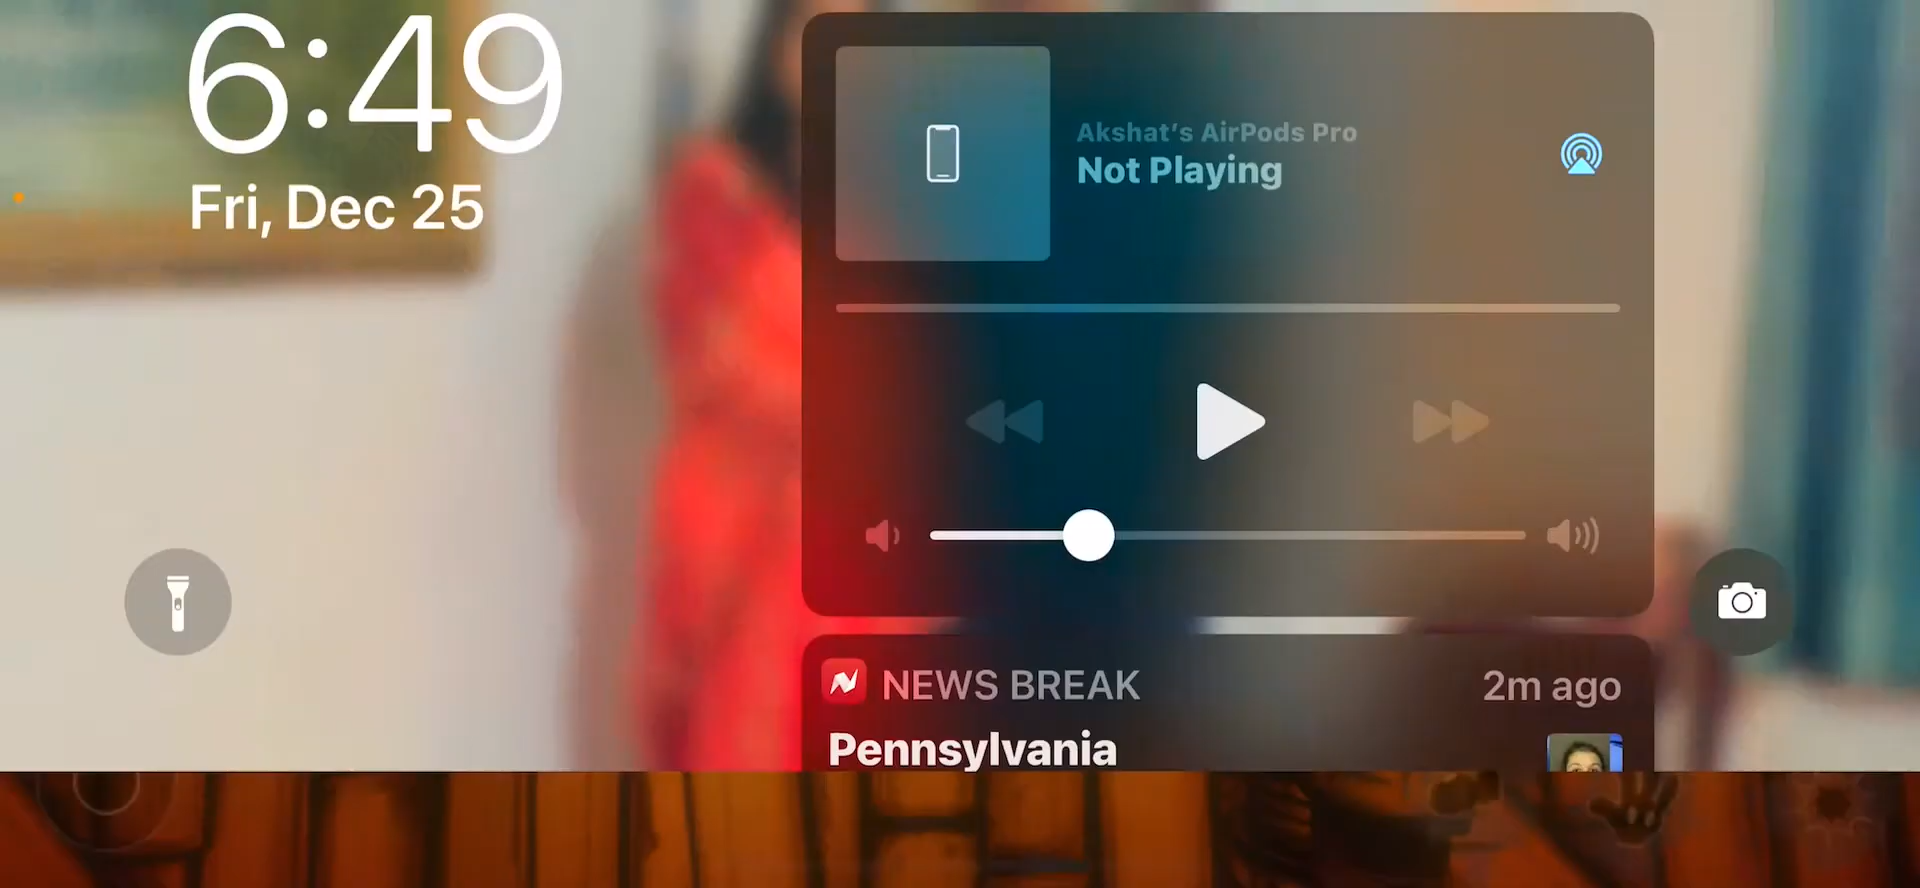 6:49
Fri, Dec 25
Akshat's AirPods Pro
Not Playing
NEWS BREAK
2m ago
Pennsylvania